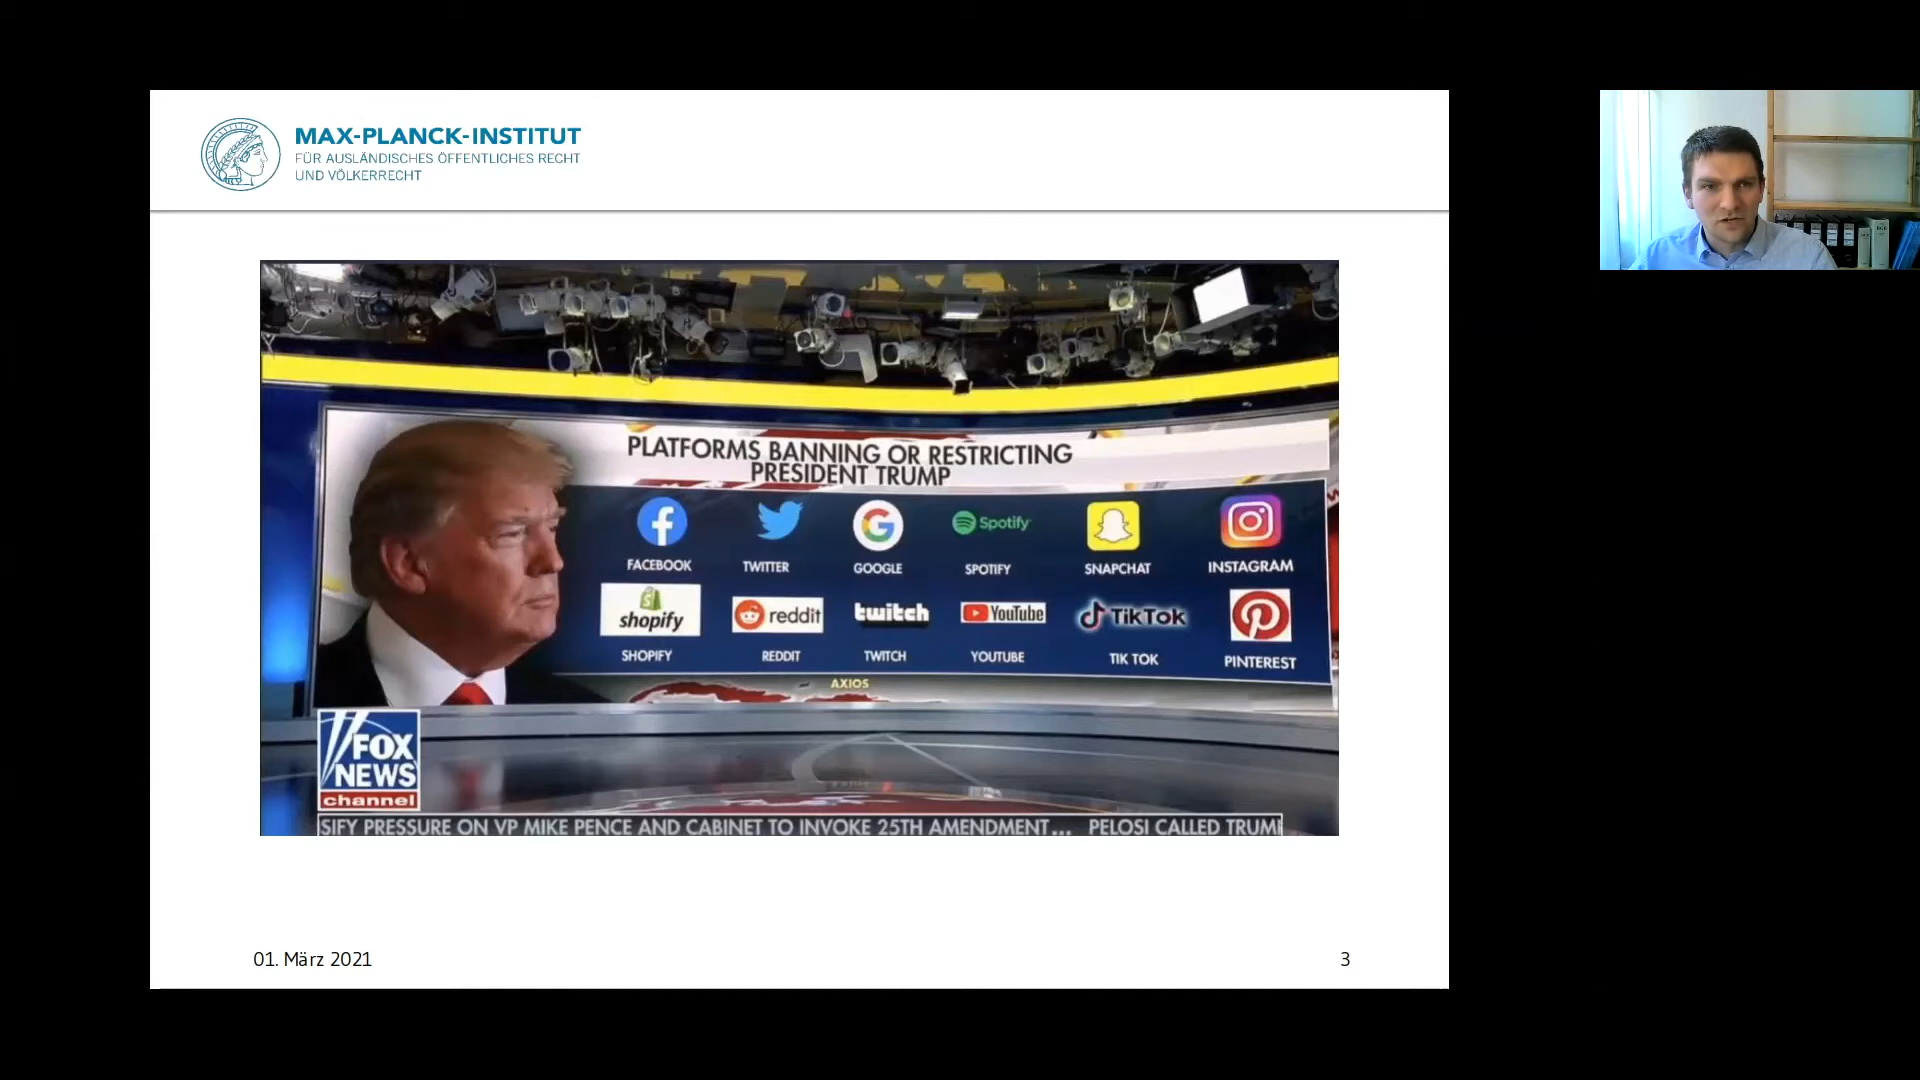 MAX-PLANCK-INSTITUT
FÜR AUSLÄNDISCHES ÖFFENTLICHES RECHT
UND VÖLKERRECHT
PLATFORMS BANNING OR RESTRICTING
PRESIDENT TRUMP
Spotify
FACEBOOK TWITTER GOOGLE SPOTIFY SNAPCHAT INSTAGRAM
shopify reddit twitch YouTube TikTok
SHOPIFY REDDIT TWITCH YOUTUBE TIK TOK PINTEREST
AXIOS
FOX
NEWS
channel
SIFY PRESSURE ON VP MIKE PENCE AND CABINET TO INVOKE 25TH AMENDMENT... PELOSI CALLED TRUM
01. März 2021
3